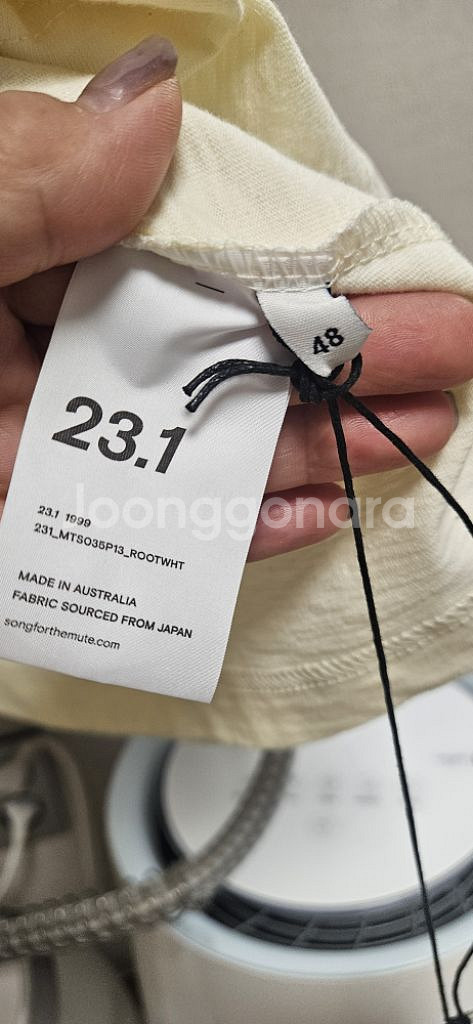 48
23.1
23.1 1999
231_MTS035P13_ROOTWHT
MADE IN AUSTRALIA
FABRIC SOURCED FROM JAPAN
songforthemute.com
joonggonara